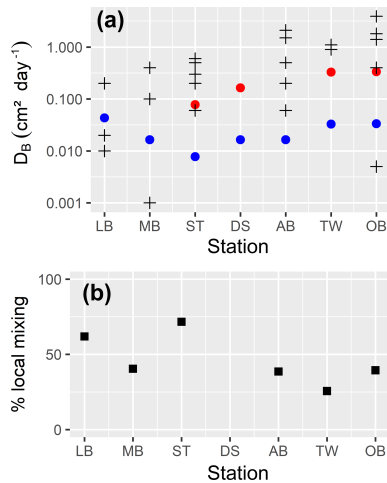 (a)
1.000
0.100
0.010
0.001
D_B (cm² day⁻¹)
LB MB ST DS AB TW OB
Station
(b)
100
50
0
% local mixing
LB MB ST DS AB TW OB
Station